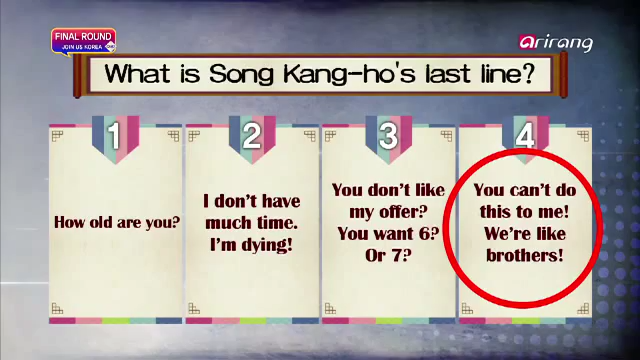 FINAL ROUND
JOIN US KOREA
arirang
What is Song Kang-ho's last line?
1
2
3
4
How old are you?
I don't have
much time.
I'm dying!
You don't like
my offer?
You want 6?
Or 7?
You can't do
this to me!
We're like
brothers!